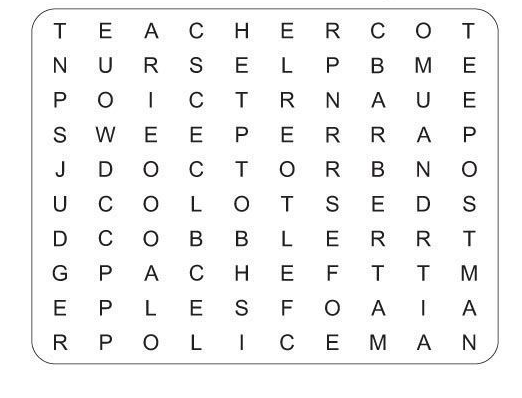 T E A C H E R C O T
N U R S E L P B M E
P O I C T R N A U E
S W E E P E R R A P
J D O C T O R B N O
U C O L O T S E D S
D C O B B L E R R T
G P A C H E F T T M
E P L E S F O A I A
R P O L I C E M A N